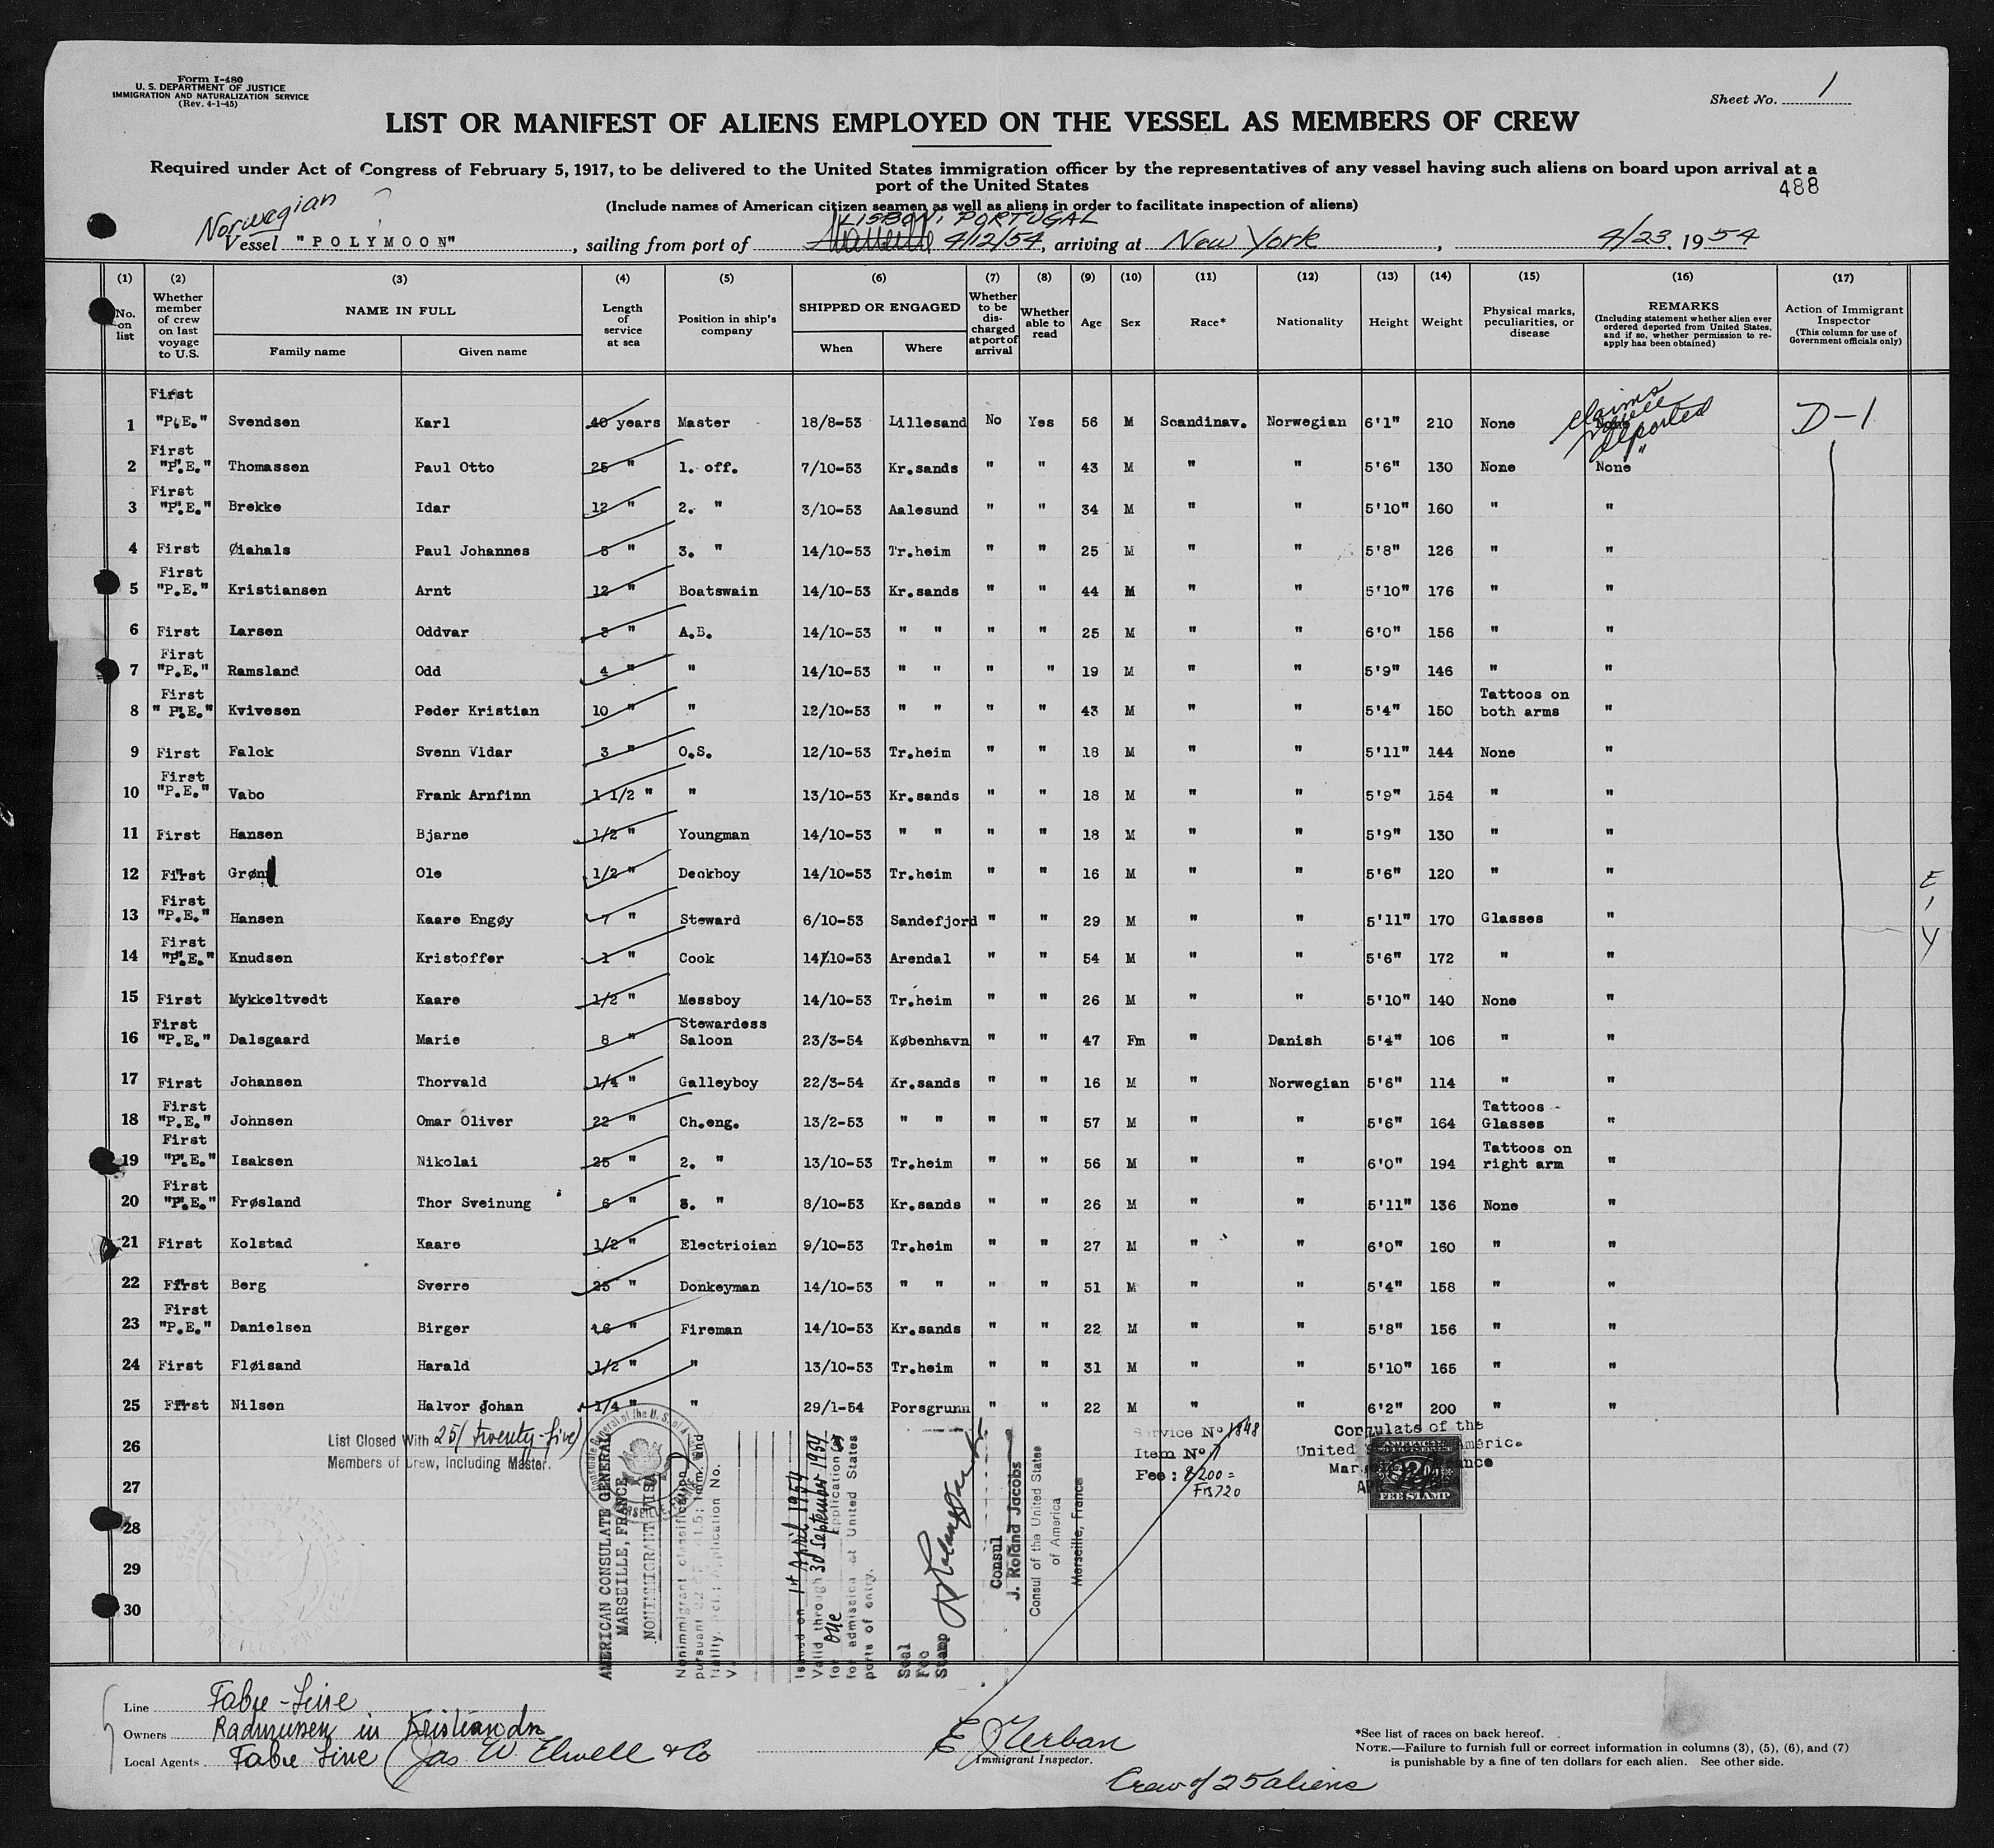 Form I-480
U. S. DEPARTMENT OF JUSTICE
IMMIGRATION AND NATURALIZATION SERVICE
(Rev. 4-1-45)
Sheet No. 1
LIST OR MANIFEST OF ALIENS EMPLOYED ON THE VESSEL AS MEMBERS OF CREW
Required under Act of Congress of February 5, 1917, to be delivered to the United States immigration officer by the representatives of any vessel having such aliens on board upon arrival at a
port of the United States
488
(Include names of American citizen seamen as well as aliens in order to facilitate inspection of aliens)
Norwegian
LISBON, PORTUGAL
Vessel "POLYMOON", sailing from port of Marseille 4/12/54, arriving at New York, 4/23, 1954
(1) (2) (3) (4) (5) (6) (7) (8) (9) (10) (11) (12) (13) (14) (15) (16) (17)
No. on list
Whether member of crew on last voyage to U.S.
NAME IN FULL
Family name
Given name
Length of service at sea
Position in ship's company
SHIPPED OR ENGAGED
When
Where
Whether to be discharged at port of arrival
Whether able to read
Age
Sex
Race*
Nationality
Height
Weight
Physical marks, peculiarities, or disease
REMARKS
(Including statement whether alien ever ordered deported from United States, and if so, whether permission to re-apply has been obtained)
Action of Immigrant Inspector
(This column for use of Government officials only)
claims
deported
1 First "P.E." Svendsen Karl 40 years Master 18/8-53 Lillesand No Yes 56 M Scandinav. Norwegian 6'1" 210 None None D-1
2 First "P.E." Thomassen Paul Otto 25 " 1. off. 7/10-53 Kr.sands " " 43 M " " 5'6" 130 None None
3 First "P.E." Brekke Idar 12 " 2. " 3/10-53 Aalesund " " 34 M " " 5'10" 160 " "
4 First Øiahals Paul Johannes 5 " 3. " 14/10-53 Tr.heim " " 25 M " " 5'8" 126 " "
5 First "P.E." Kristiansen Arnt 12 " Boatswain 14/10-53 Kr.sands " " 44 M " " 5'10" 176 " "
6 First Larsen Oddvar " A.B. 14/10-53 " " " " 25 M " " 6'0" 156 " "
7 First "P.E." Ramsland Odd 4 " " 14/10-53 " " " " 19 M " " 5'9" 146 " "
8 First "P.E." Kvivesen Peder Kristian 10 " " 12/10-53 " " " " 43 M " " 5'4" 150 Tattoos on both arms "
9 First Falck Svenn Vidar 3 " O.S. 12/10-53 Tr.heim " " 18 M " " 5'11" 144 None "
10 First "P.E." Vabo Frank Arnfinn 1 1/2 " " 13/10-53 Kr.sands " " 18 M " " 5'9" 154 " "
11 First Hansen Bjarne 1/2 " Youngman 14/10-53 " " " " 18 M " " 5'9" 130 " "
12 First Grøn Ole 1/2 " Deckboy 14/10-53 Tr.heim " " 16 M " " 5'6" 120 " "
13 First "P.E." Hansen Kaare Engøy 7 " Steward 6/10-53 Sandefjord " " 29 M " " 5'11" 170 Glasses "
14 First "P.E." Knudsen Kristoffer 1 " Cook 14/10-53 Arendal " " 54 M " " 5'6" 172 " "
15 First Mykkeltvedt Kaare 1/2 " Messboy 14/10-53 Tr.heim " " 26 M " " 5'10" 140 None "
16 First "P.E." Dalsgaard Marie 8 " Stewardess Saloon 23/3-54 København " " 47 Fm " Danish 5'4" 106 " "
17 First Johansen Thorvald 1/4 " Galleyboy 22/3-54 Kr.sands " " 16 M " Norwegian 5'6" 114 " "
18 First "P.E." Johnsen Omar Oliver 22 " Ch.eng. 13/2-53 " " " " 57 M " " 5'6" 164 Tattoos - Glasses "
19 First "P.E." Isaksen Nikolai 25 " 2. " 13/10-53 Tr.heim " " 56 M " " 6'0" 194 Tattoos on right arm "
20 First "P.E." Frøsland Thor Sveinung 6 " 3. " 8/10-53 Kr.sands " " 26 M " " 5'11" 136 None "
21 First Kolstad Kaare 1/2 " Electrician 9/10-53 Tr.heim " " 27 M " " 6'0" 160 " "
22 First Berg Sverre 25 " Donkeyman 14/10-53 " " " " 51 M " " 5'4" 158 " "
23 First "P.E." Danielsen Birger 16 " Fireman 14/10-53 Kr.sands " " 22 M " " 5'8" 156 " "
24 First Fløisand Harald 1/2 " " 13/10-53 Tr.heim " " 31 M " " 5'10" 165 " "
25 First Nilsen Halvor Johan 1/4 " " 29/1-54 Porsgrunn " " 22 M " " 6'2" 200 " "
26
27
28
29
30
List Closed With 25 (twenty-five)
Members of Crew, Including Master.
AMERICAN CONSULATE GENERAL
MARSEILLE, FRANCE
NONIMMIGRANT VISA
Nonimmigrant classification
Issued on 1st April 1954
Valid through 30 September 1954
for one application
for admission at United States
ports of entry.
Seal
Fee
Stamp
Consul
J. Roland Jacobs
Consul of the United States
of America
Marseille, France
Service No 1848
Item No 7
Fee: 8200=
Frs 720
Consulate of the
FEE STAMP
E
1
Y
Line Fabre-Line
Owners Rasmussen in Kristiansln
Local Agents Fabre Line (Jas W. Elwell & Co
Immigrant Inspector.
Crew of 25 aliens
*See list of races on back hereof.
NOTE.—Failure to furnish full or correct information in columns (3), (5), (6), and (7)
is punishable by a fine of ten dollars for each alien. See other side.